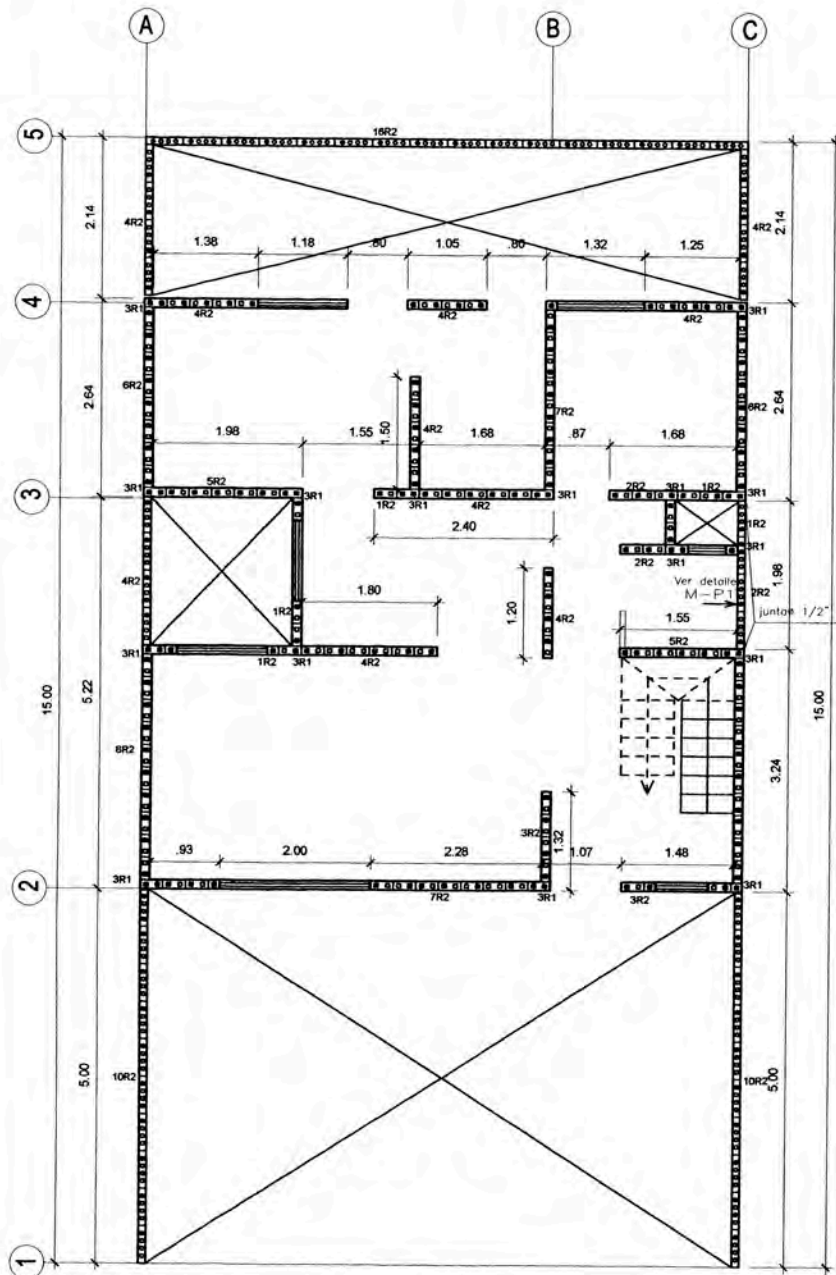 A
B
C
5
16R2
2.14
4R2
4R2
2.14
1.38
1.18
.80
1.05
.80
1.32
1.25
4
3R1
4R2
4R2
4R2
3R1
2.64
6R2
1.50
4R2
7R2
6R2
2.64
1.98
1.55
1.68
.87
1.68
3
3R1
5R2
3R1
1R2
3R1
4R2
3R1
2R2
3R1
1R2
3R1
2.40
1R2
3R1
2R2
3R1
4R2
1R2
1.80
1.20
4R2
Ver detalle
M-P1
2R2
1.98
juntas 1/2"
1.55
5R2
3R1
1R2
3R1
4R2
3R1
15.00
5.22
15.00
6R2
3.24
3R2
1.32
.93
2.00
2.28
1.07
1.48
2
3R1
7R2
3R1
3R2
3R1
5.00
10R2
10R2
5.00
1